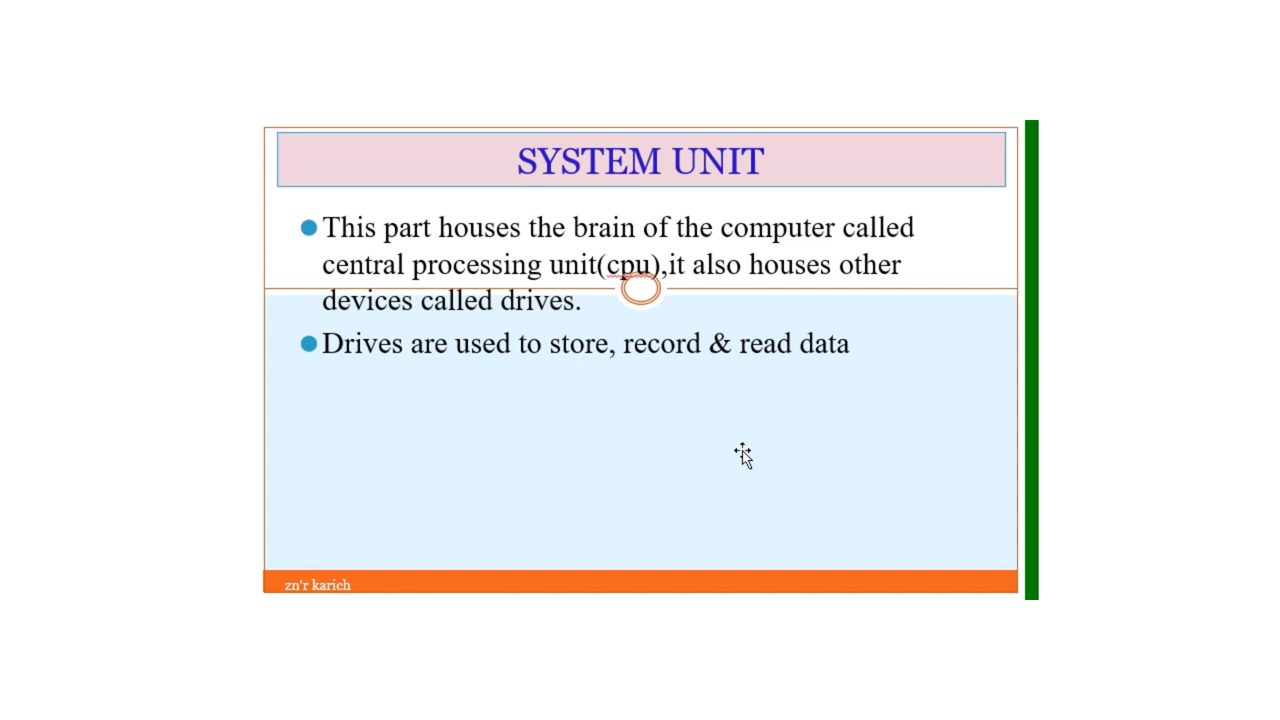 SYSTEM UNIT
This part houses the brain of the computer called
central processing unit(cpu),it also houses other
devices called drives.
Drives are used to store, record & read data
zn'r karich